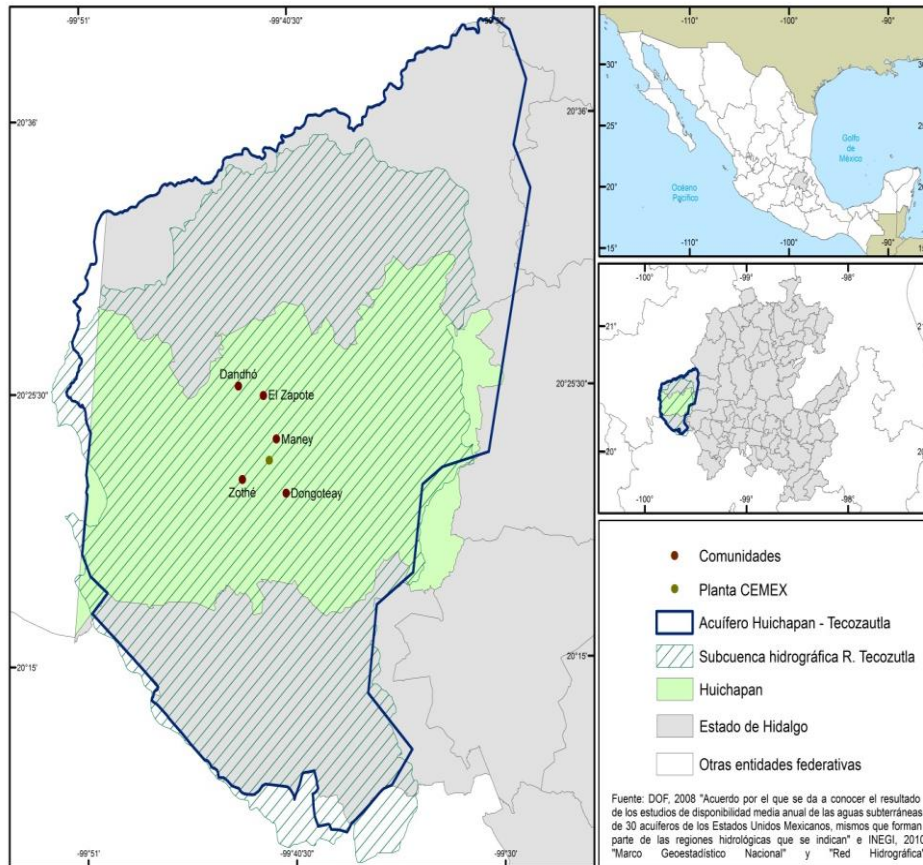 -99°51'
-99°40'30"
20°36'
20°36'
Dandhó
El Zapote
20°25'30"
20°25'30"
Maney
Zothé
Dongoteay
20°15'
20°15'
-99°51'
-99°40'30"
-99°30'
-110°
-100°
-90°
30°
25°
20°
15°
Golfo
de
México
Océano
Pacífico
-110°
-100°
-90°
-100°
-99°
-98°
21°
20°
-100°
-99°
-98°
Comunidades
Planta CEMEX
Acuífero Huichapan - Tecozautla
Subcuenca hidrográfica R. Tecozutla
Huichapan
Estado de Hidalgo
Otras entidades federativas
Fuente: DOF, 2008 "Acuerdo por el que se da a conocer el resultado
de los estudios de disponibilidad media anual de las aguas subterráneas
de 30 acuíferos de los Estados Unidos Mexicanos, mismos que forman
parte de las regiones hidrológicas que se indican" e INEGI, 2010
"Marco Geoestadístico Nacional" y "Red Hidrográfica"